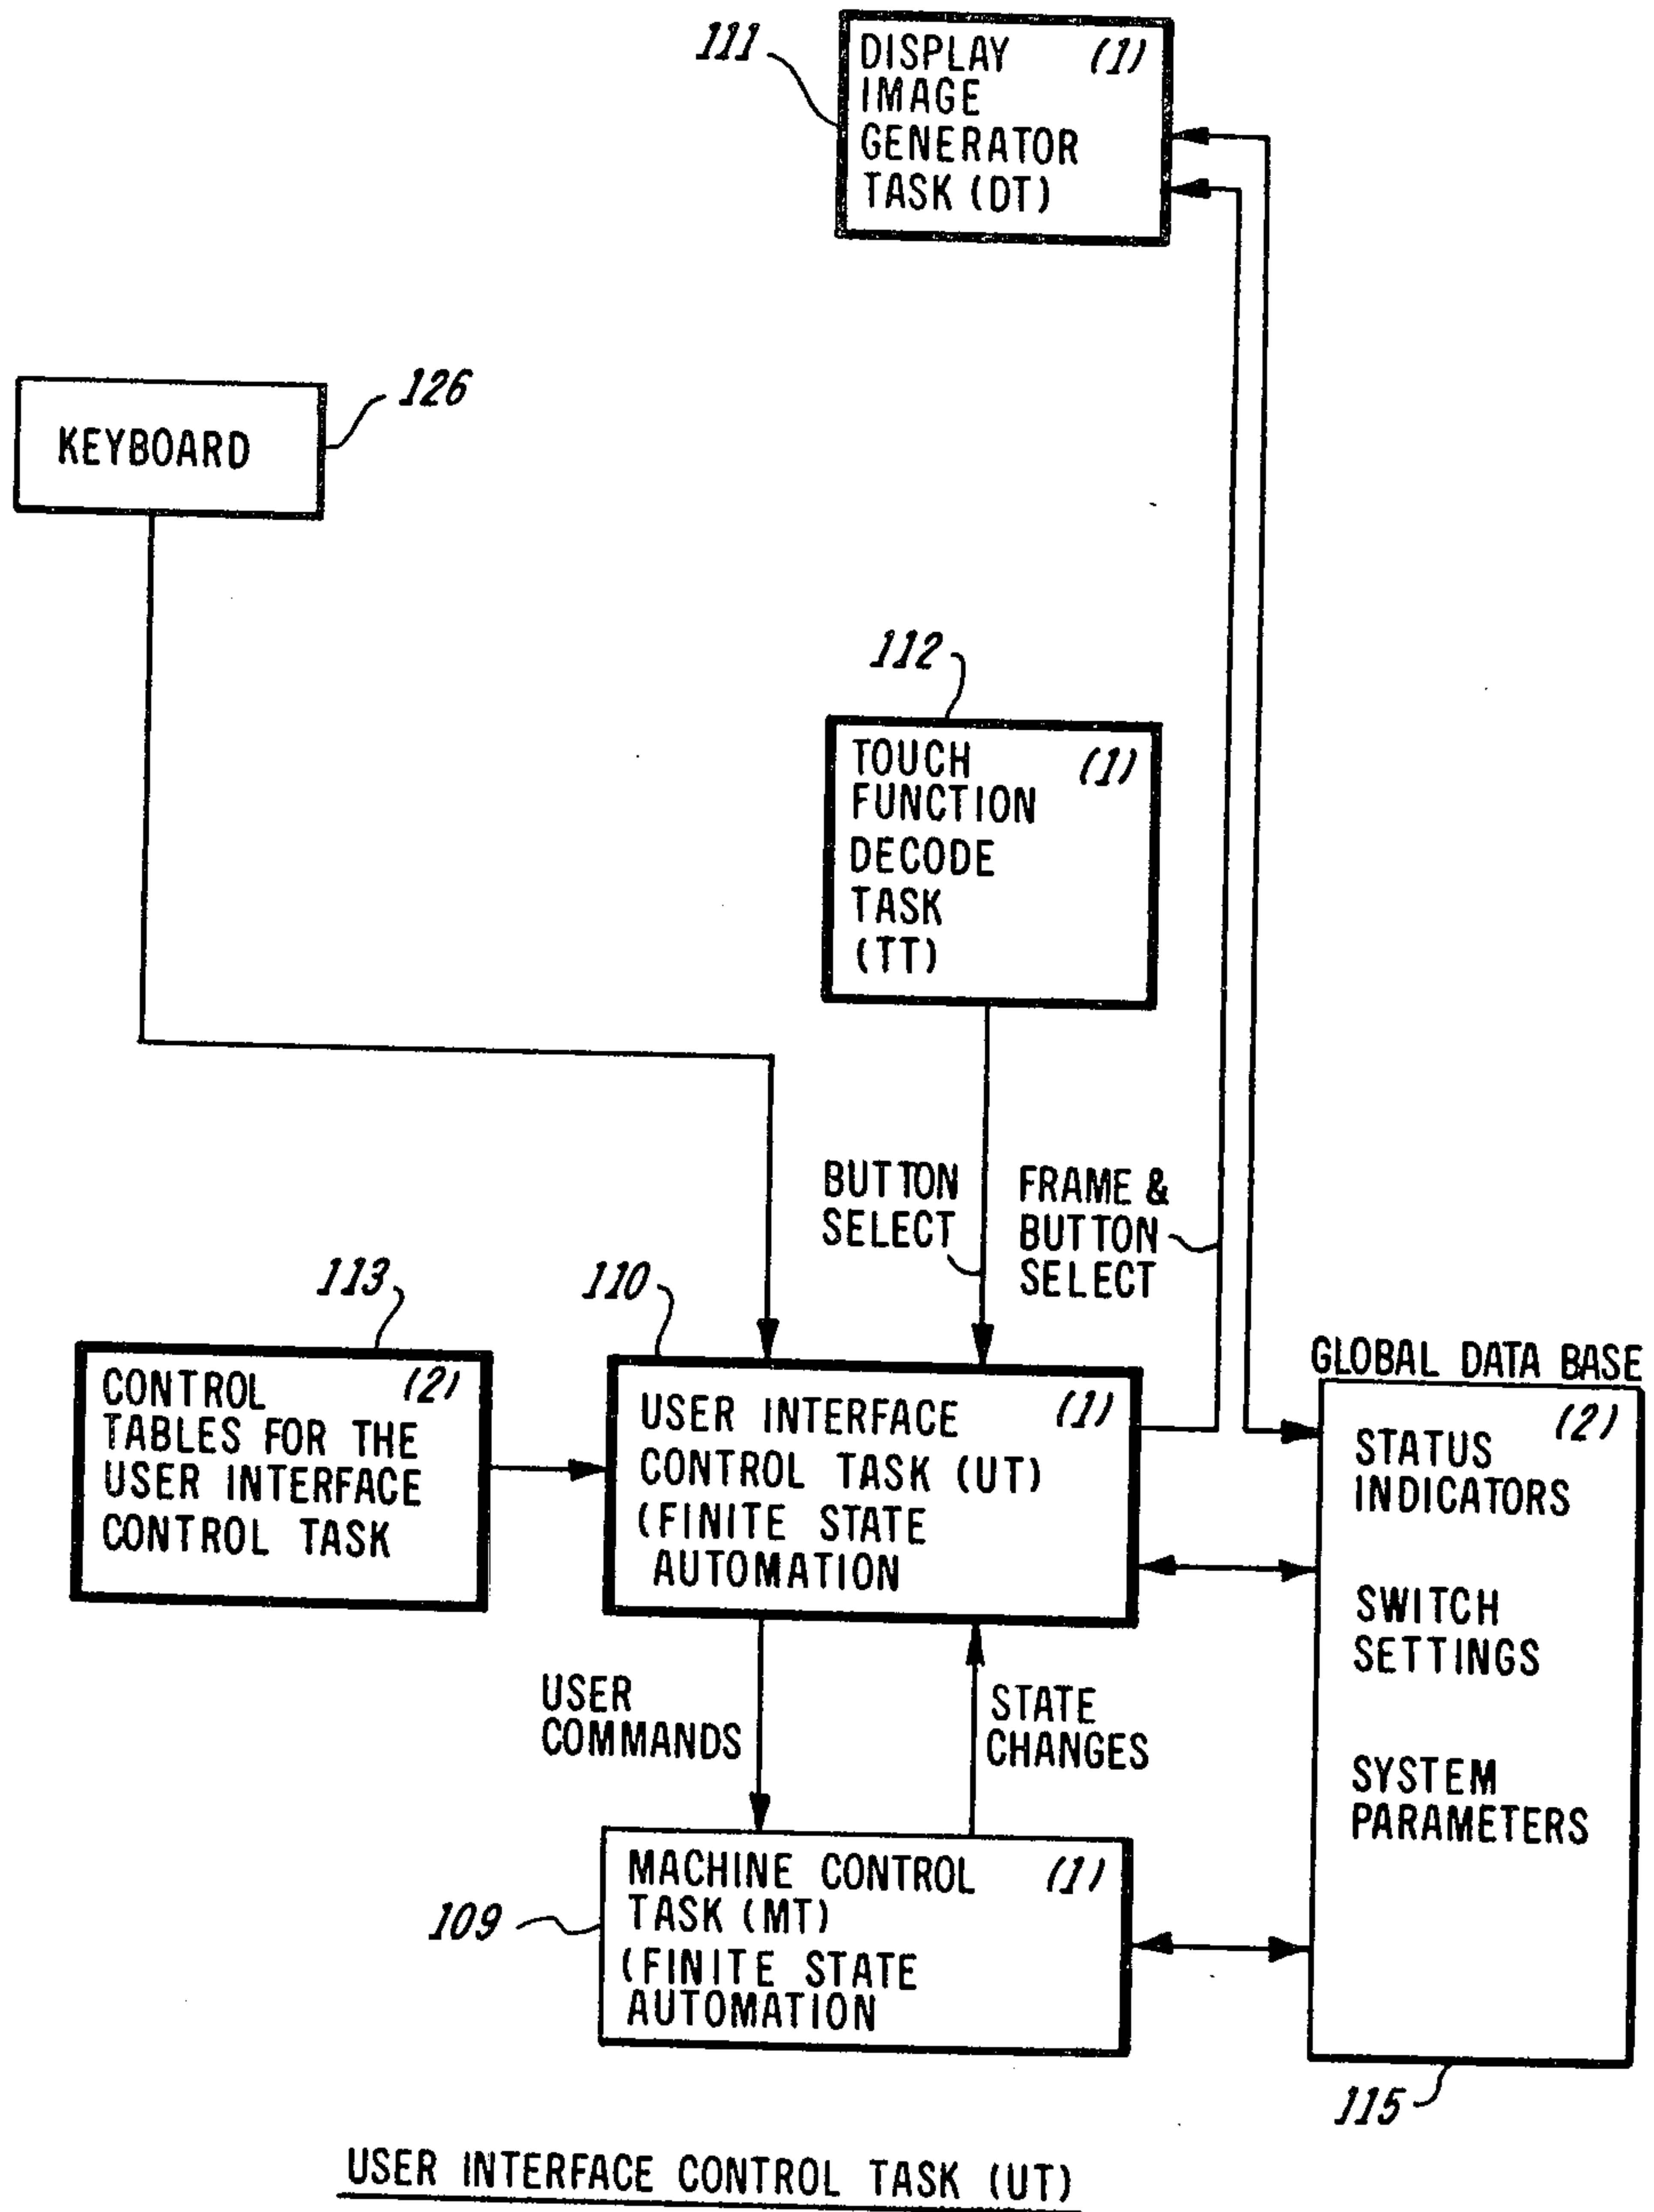 111
DISPLAY (1)
IMAGE
GENERATOR
TASK (DT)
126
KEYBOARD
112
TOUCH (1)
FUNCTION
DECODE
TASK
(TT)
BUTTON
SELECT
FRAME &
BUTTON
SELECT
113
110
CONTROL (2)
TABLES FOR THE
USER INTERFACE
CONTROL TASK
USER INTERFACE (1)
CONTROL TASK (UT)
(FINITE STATE
AUTOMATION
GLOBAL DATA BASE
(2)
STATUS
INDICATORS
SWITCH
SETTINGS
SYSTEM
PARAMETERS
USER
COMMANDS
STATE
CHANGES
109
MACHINE CONTROL (1)
TASK (MT)
(FINITE STATE
AUTOMATION
115
USER INTERFACE CONTROL TASK (UT)